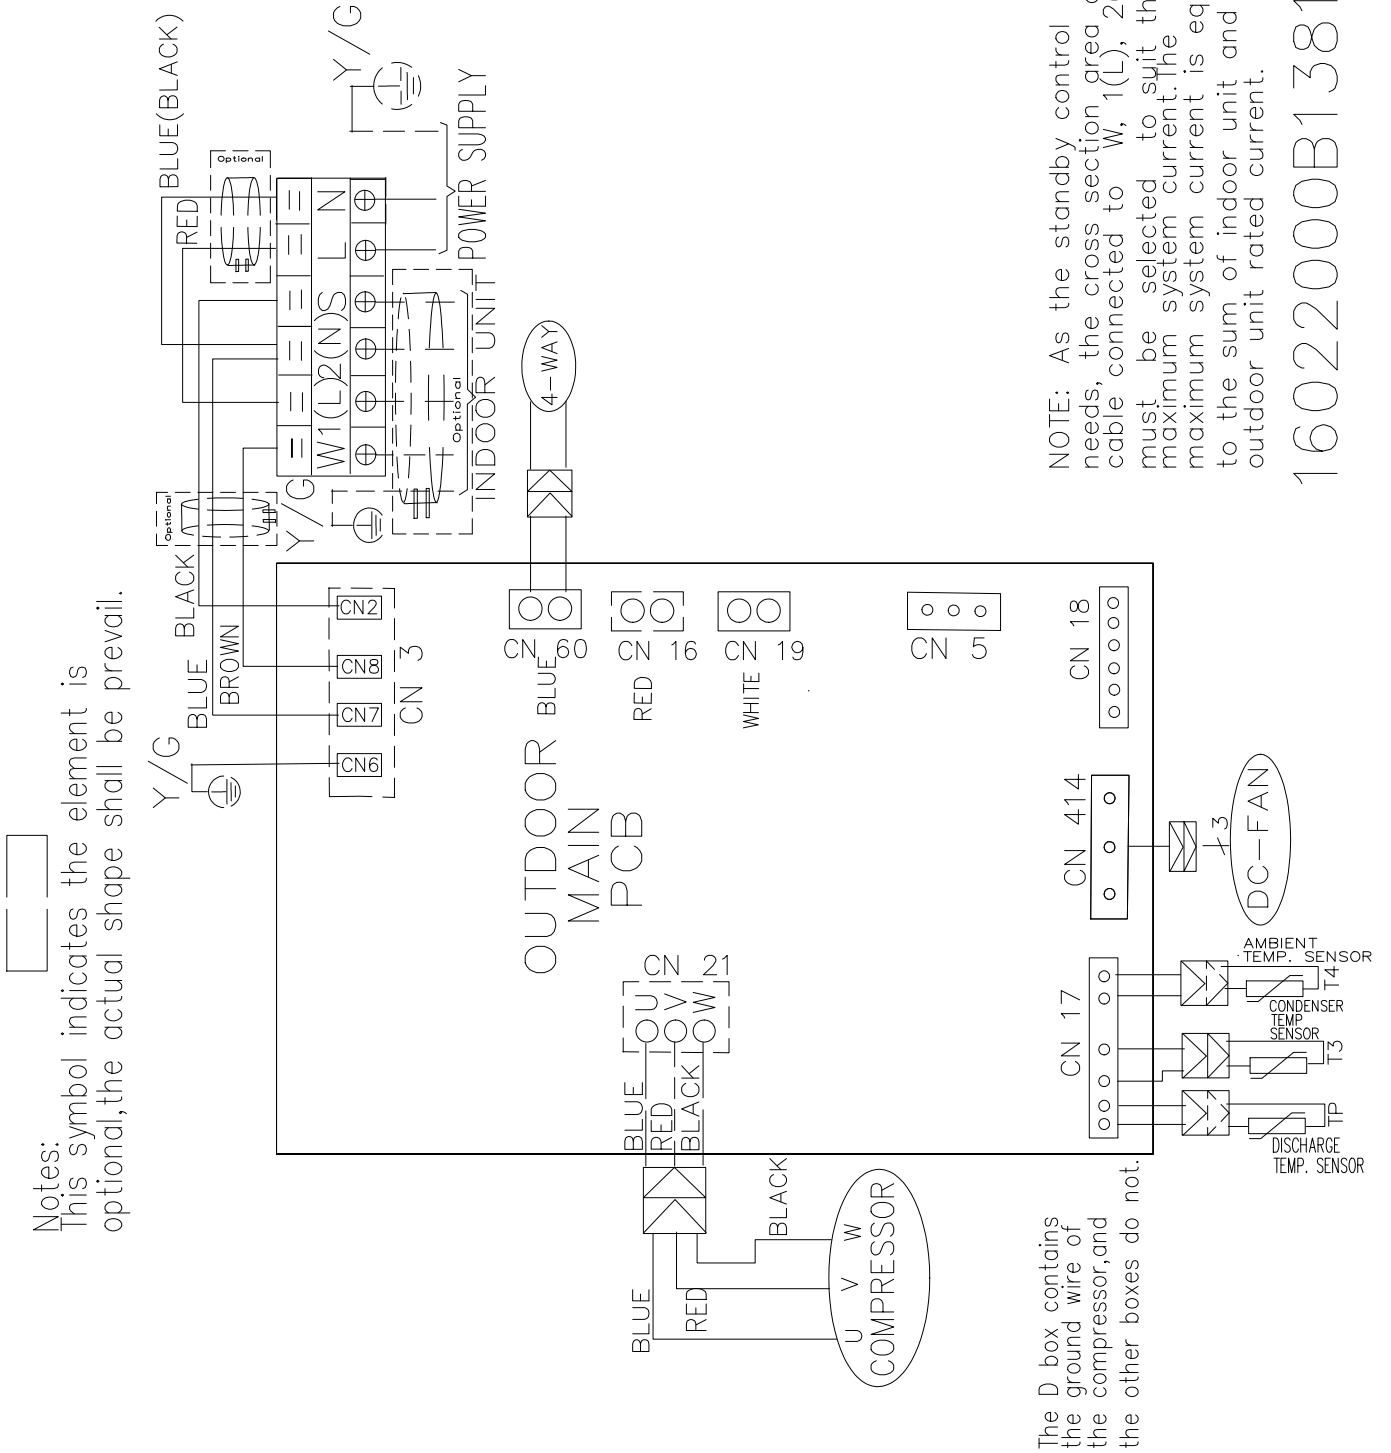 Notes:
This symbol indicates the element is
optional,the actual shape shall be prevail.
Y/G
BLUE
BROWN
BLACK
Optional
Y/G
RED
BLUE(BLACK)
Optional
Y/G
W 1(L) 2(N) S L N
POWER SUPPLY
Optional
INDOOR UNIT
CN6
CN7
CN8
CN2
CN 3
4-WAY
CN 60
BLUE
CN 16
RED
CN 19
WHITE
CN 5
CN 18
OUTDOOR
MAIN
PCB
CN 21
U
V
W
BLUE
RED
BLACK
BLUE
RED
BLACK
U V W
COMPRESSOR
CN 414
3
DC-FAN
CN 17
AMBIENT
TEMP. SENSOR
T4
CONDENSER
TEMP
SENSOR
T3
TP
DISCHARGE
TEMP. SENSOR
The D box contains
the ground wire of
the compressor,and
the other boxes do not.
NOTE: As the standby control
needs, the cross section area
cable connected to W, 1(L),
must be selected to suit
maximum system current.The
maximum system current is
to the sum of indoor unit and
outdoor unit rated current.
16022000B1381